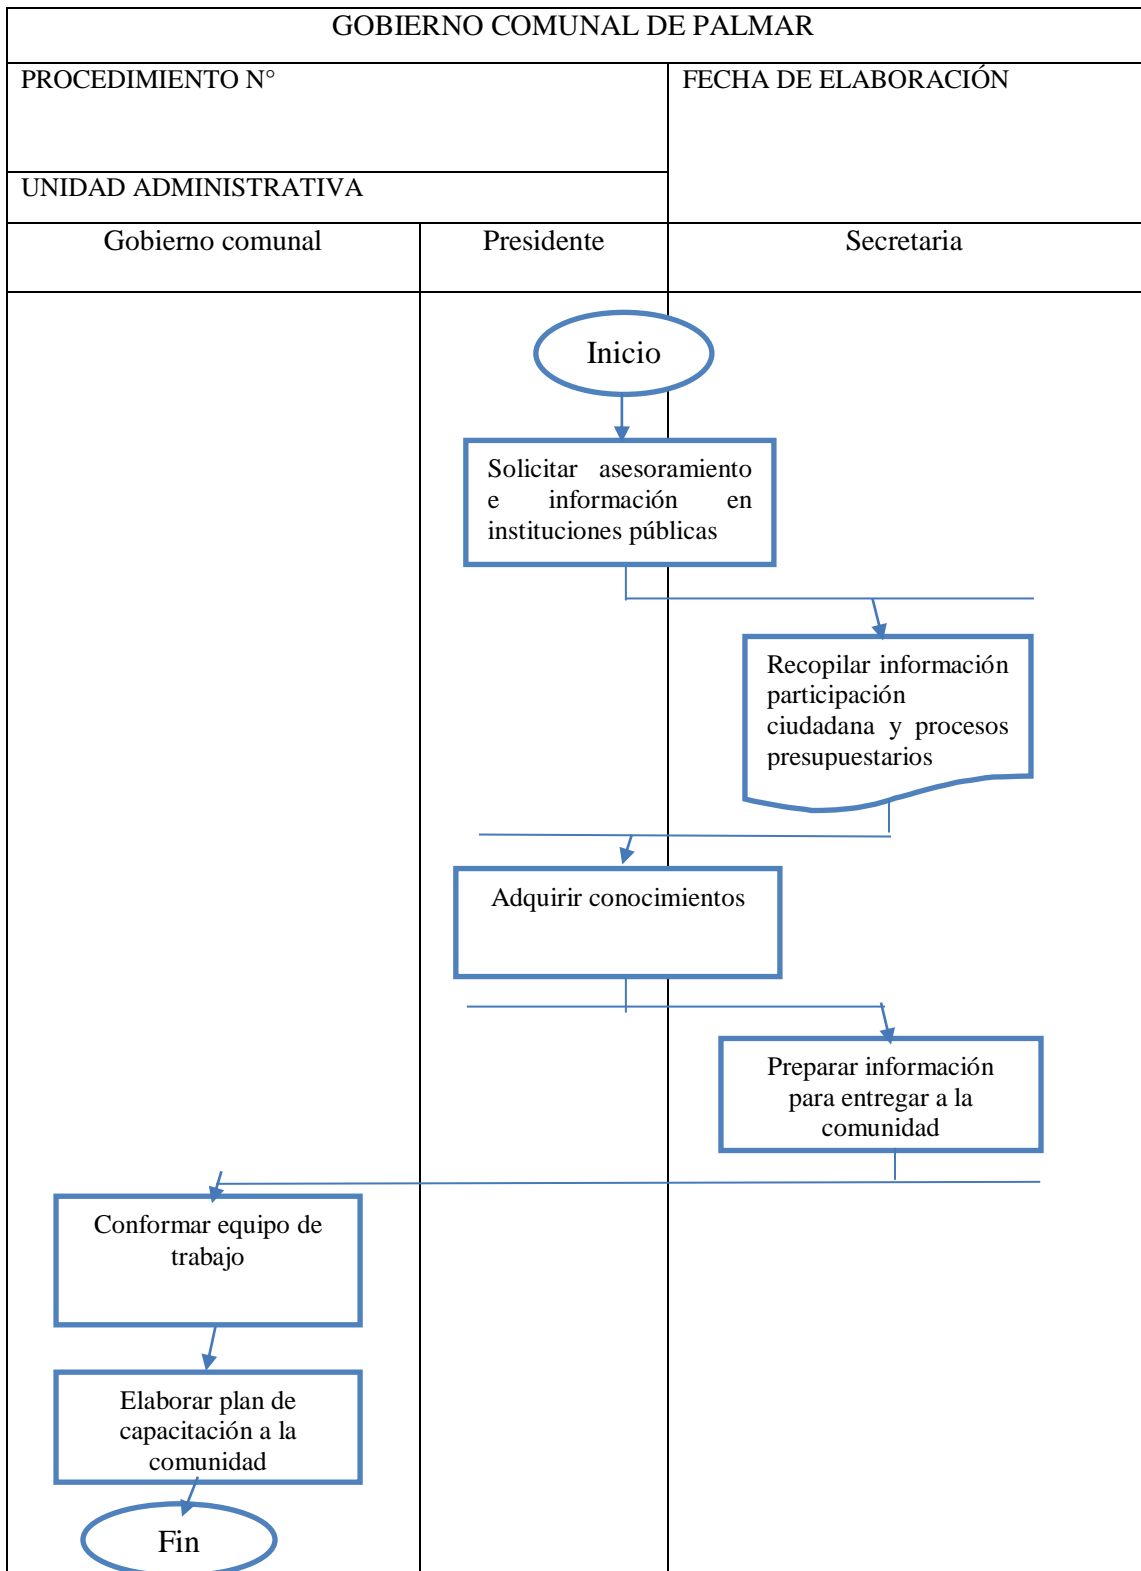 GOBIERNO COMUNAL DE PALMAR
PROCEDIMIENTO N°
FECHA DE ELABORACIÓN
UNIDAD ADMINISTRATIVA
Gobierno comunal
Presidente
Secretaria
Inicio
Solicitar asesoramiento
e información en
instituciones públicas
Recopilar información
participación
ciudadana y procesos
presupuestarios
Adquirir conocimientos
Preparar información
para entregar a la
comunidad
Conformar equipo de
trabajo
Elaborar plan de
capacitación a la
comunidad
Fin